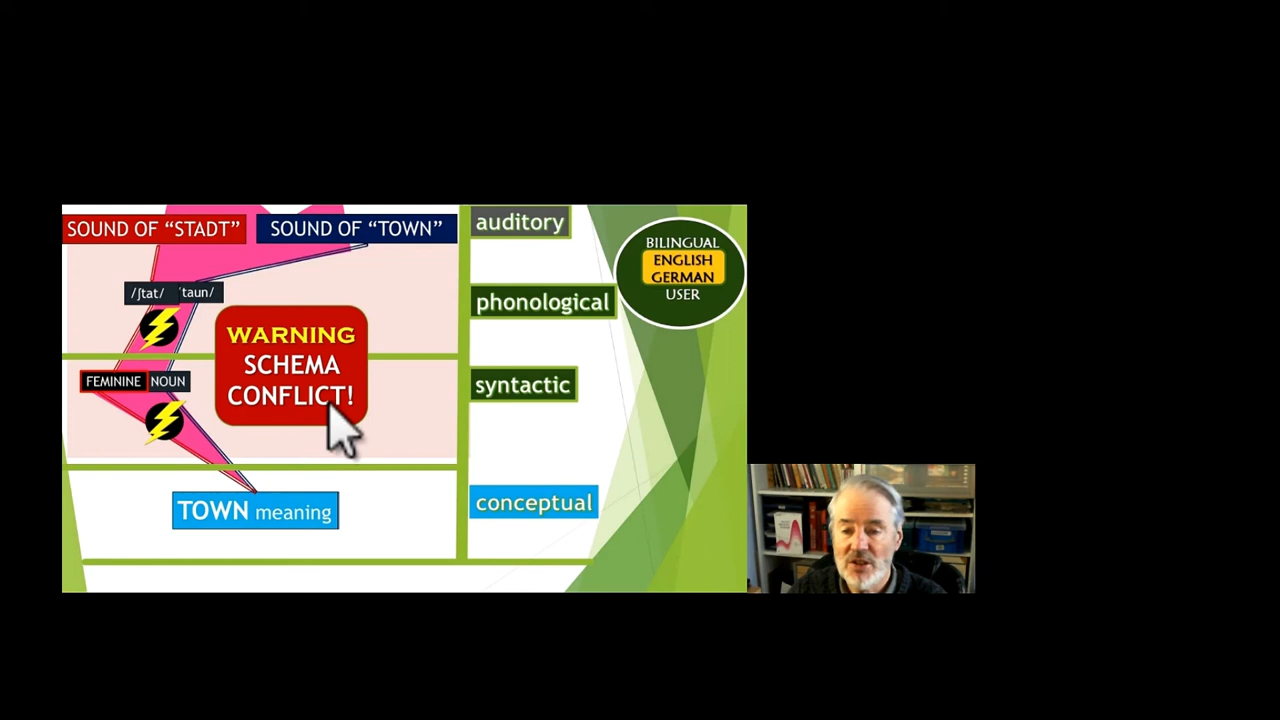 SOUND OF “STADT”
SOUND OF “TOWN”
auditory
BILINGUAL
ENGLISH
GERMAN
USER
/ʃtat/
taun/
phonological
WARNING
SCHEMA
CONFLICT!
FEMININE
NOUN
syntactic
TOWN meaning
conceptual